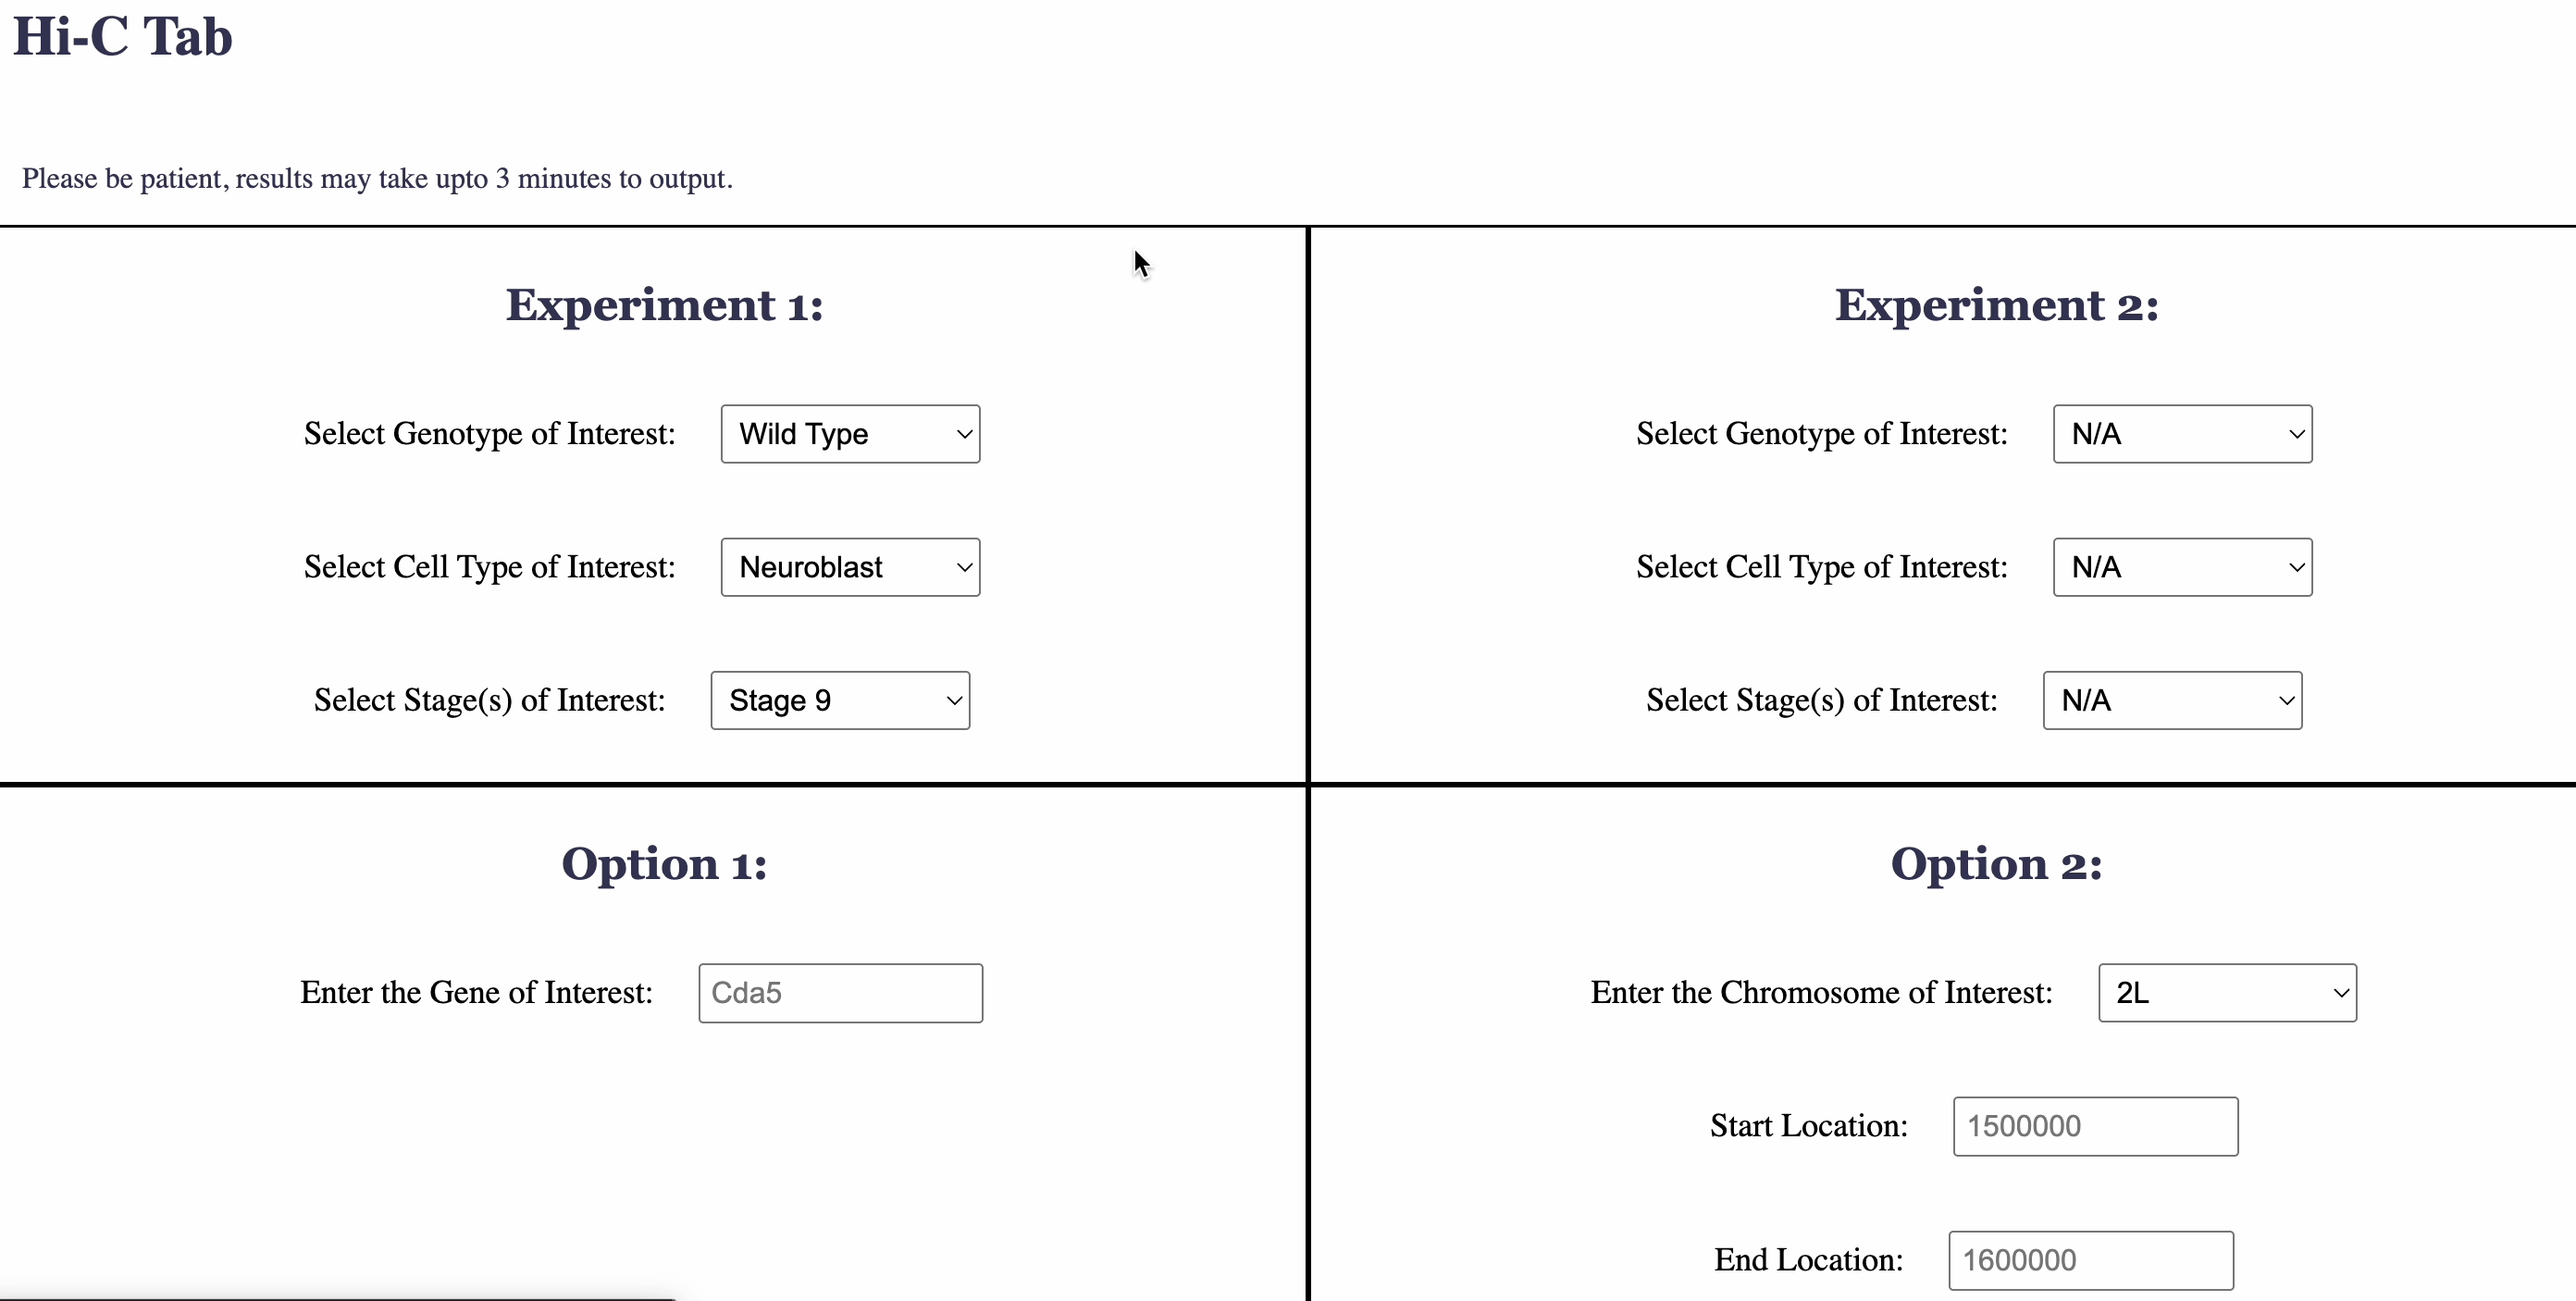 Hi-C Tab
Please be patient, results may take upto 3 minutes to output.
Experiment 1:
Select Genotype of Interest: Wild Type
Select Cell Type of Interest: Neuroblast
Select Stage(s) of Interest: Stage 9
Experiment 2:
Select Genotype of Interest: N/A
Select Cell Type of Interest: N/A
Select Stage(s) of Interest: N/A
Option 1:
Enter the Gene of Interest: Cda5
Option 2:
Enter the Chromosome of Interest: 2L
Start Location: 1500000
End Location: 1600000